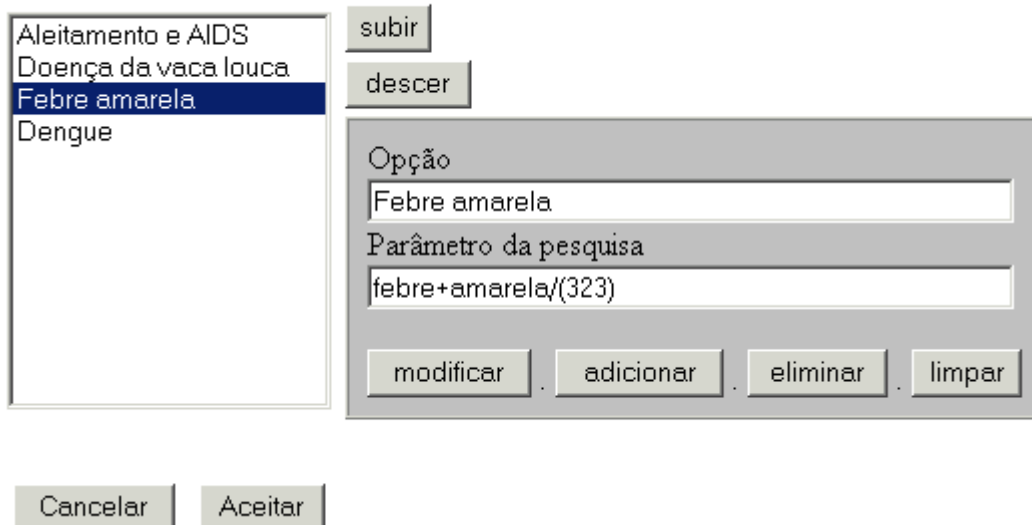 Aleitamento e AIDS
Doença da vaca louca
Febre amarela
Dengue
subir
descer
Opção
Febre amarela
Parâmetro da pesquisa
febre+amarela/(323)
modificar . adicionar . eliminar . limpar
Cancelar Aceitar